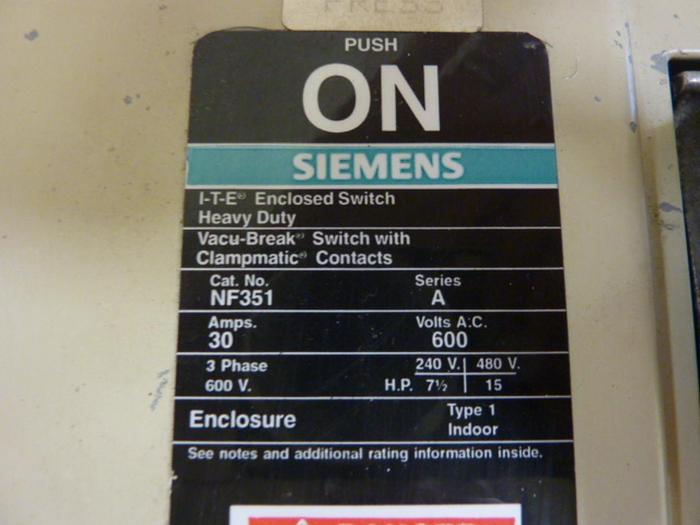 PRESS
PUSH
ON
SIEMENS
I-T-E® Enclosed Switch
Heavy Duty
Vacu-Break® Switch with
Clampmatic® Contacts
Cat. No. Series
NF351 A
Amps. Volts A.C.
30 600
3 Phase 240 V. 480 V.
600 V. H.P. 7½ 15
Enclosure Type 1
Indoor
See notes and additional rating information inside.
DANGER